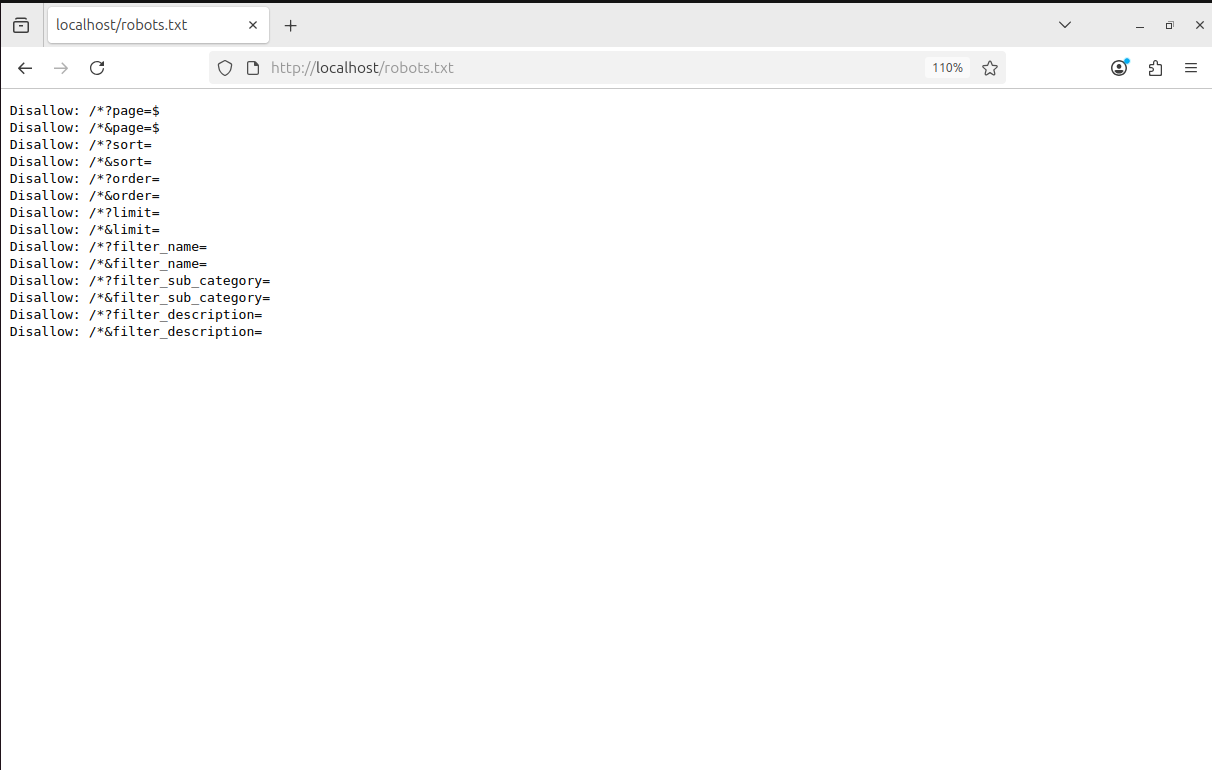 localhost/robots.txt
http://localhost/robots.txt
110%
Disallow: /*?page=$
Disallow: /*&page=$
Disallow: /*?sort=
Disallow: /*&sort=
Disallow: /*?order=
Disallow: /*&order=
Disallow: /*?limit=
Disallow: /*&limit=
Disallow: /*?filter_name=
Disallow: /*&filter_name=
Disallow: /*?filter_sub_category=
Disallow: /*&filter_sub_category=
Disallow: /*?filter_description=
Disallow: /*&filter_description=